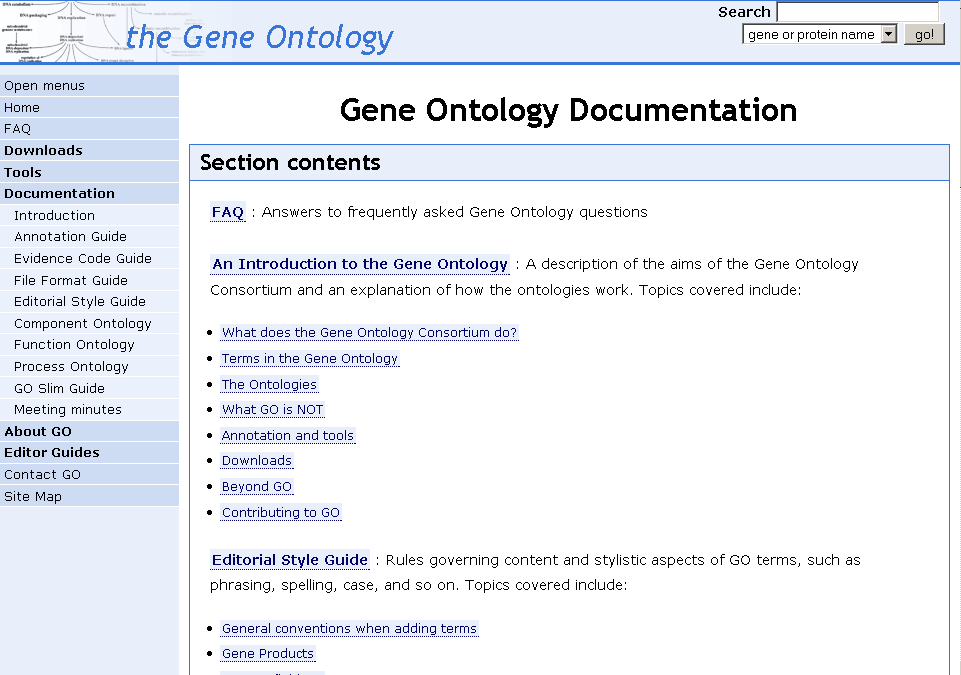 the Gene Ontology
Search
gene or protein name
go!
Open menus
Home
FAQ
Downloads
Tools
Documentation
Introduction
Annotation Guide
Evidence Code Guide
File Format Guide
Editorial Style Guide
Component Ontology
Function Ontology
Process Ontology
GO Slim Guide
Meeting minutes
About GO
Editor Guides
Contact GO
Site Map
Gene Ontology Documentation
Section contents
FAQ : Answers to frequently asked Gene Ontology questions
An Introduction to the Gene Ontology : A description of the aims of the Gene Ontology
Consortium and an explanation of how the ontologies work. Topics covered include:
• What does the Gene Ontology Consortium do?
• Terms in the Gene Ontology
• The Ontologies
• What GO is NOT
• Annotation and tools
• Downloads
• Beyond GO
• Contributing to GO
Editorial Style Guide : Rules governing content and stylistic aspects of GO terms, such as
phrasing, spelling, case, and so on. Topics covered include:
• General conventions when adding terms
• Gene Products